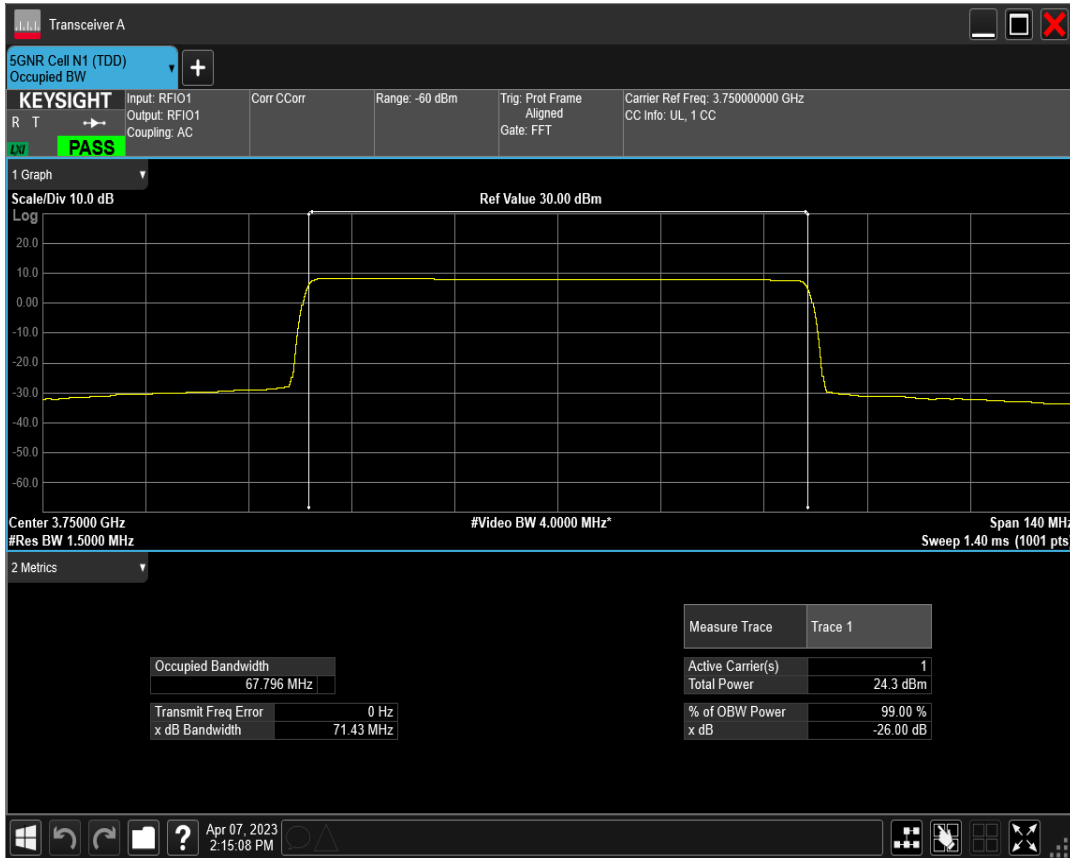 Transceiver A
5GNR Cell N1 (TDD)
Occupied BW
+
KEYSIGHT
R T
LXI
PASS
Input: RFIO1
Output: RFIO1
Coupling: AC
Corr CCorr
Range: -60 dBm
Trig: Prot Frame
Aligned
Gate: FFT
Carrier Ref Freq: 3.750000000 GHz
CC Info: UL, 1 CC
1 Graph
Scale/Div 10.0 dB
Ref Value 30.00 dBm
Log
20.0
10.0
0.00
-10.0
-20.0
-30.0
-40.0
-50.0
-60.0
Center 3.75000 GHz
#Video BW 4.0000 MHz*
Span 140 MHz
#Res BW 1.5000 MHz
Sweep 1.40 ms (1001 pts)
2 Metrics
Measure Trace Trace 1
Occupied Bandwidth
67.796 MHz
Active Carrier(s) 1
Total Power 24.3 dBm
Transmit Freq Error 0 Hz
x dB Bandwidth 71.43 MHz
% of OBW Power 99.00 %
x dB -26.00 dB
?
Apr 07, 2023
2:15:08 PM